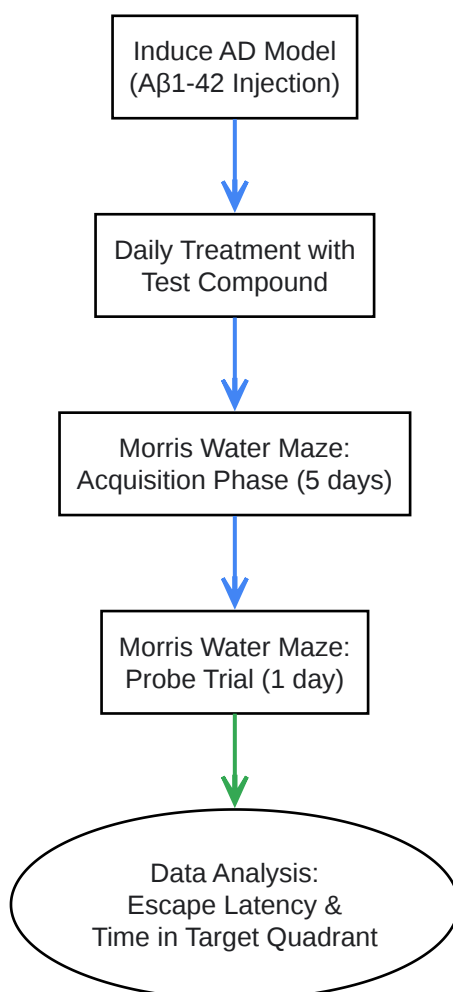 Induce AD Model
(Aβ1-42 Injection)
Daily Treatment with
Test Compound
Morris Water Maze:
Acquisition Phase (5 days)
Morris Water Maze:
Probe Trial (1 day)
Data Analysis:
Escape Latency &
Time in Target Quadrant